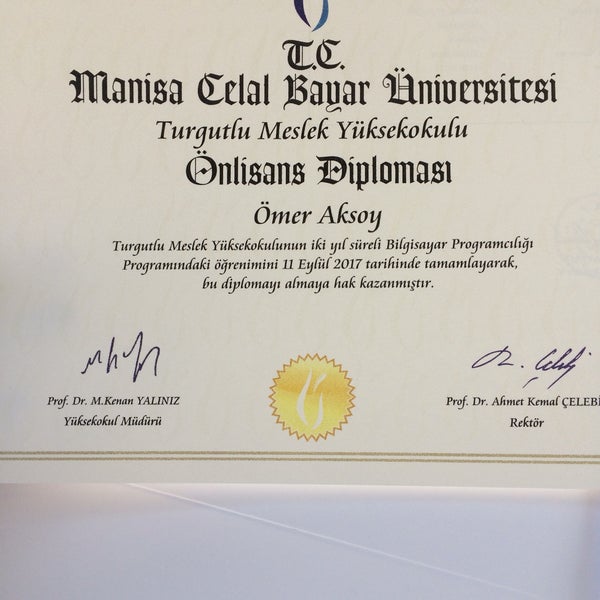 T.C.
Manisa Celal Bayar Üniversitesi
Turgutlu Meslek Yüksekokulu
Önlisans Diploması
Ömer Aksoy
Turgutlu Meslek Yüksekokulunun iki yıl süreli Bilgisayar Programcılığı
Programındaki öğrenimini 11 Eylül 2017 tarihinde tamamlayarak,
bu diplomayı almaya hak kazanmıştır.
Prof. Dr. M.Kenan YALINIZ
Yüksekokul Müdürü
Prof. Dr. Ahmet Kemal ÇELEBİ
Rektör